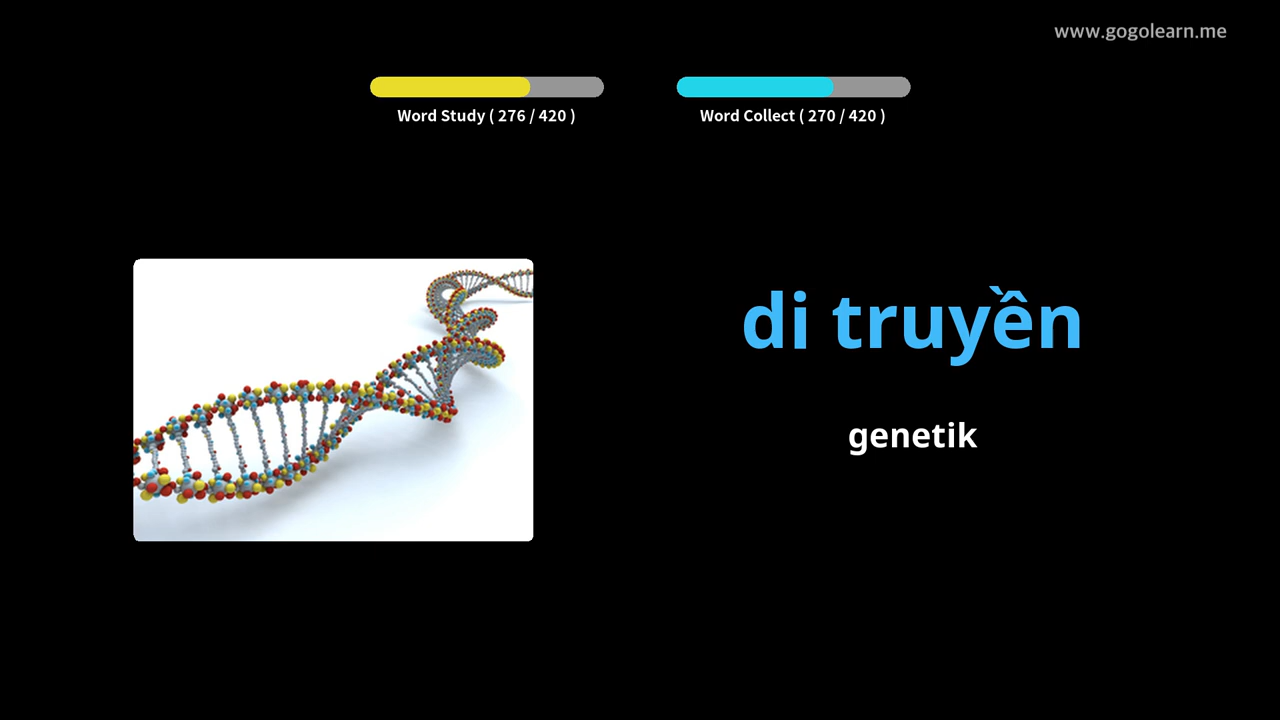 www.gogolearn.me
Word Study ( 276 / 420 )
Word Collect ( 270 / 420 )
di truyền
genetik